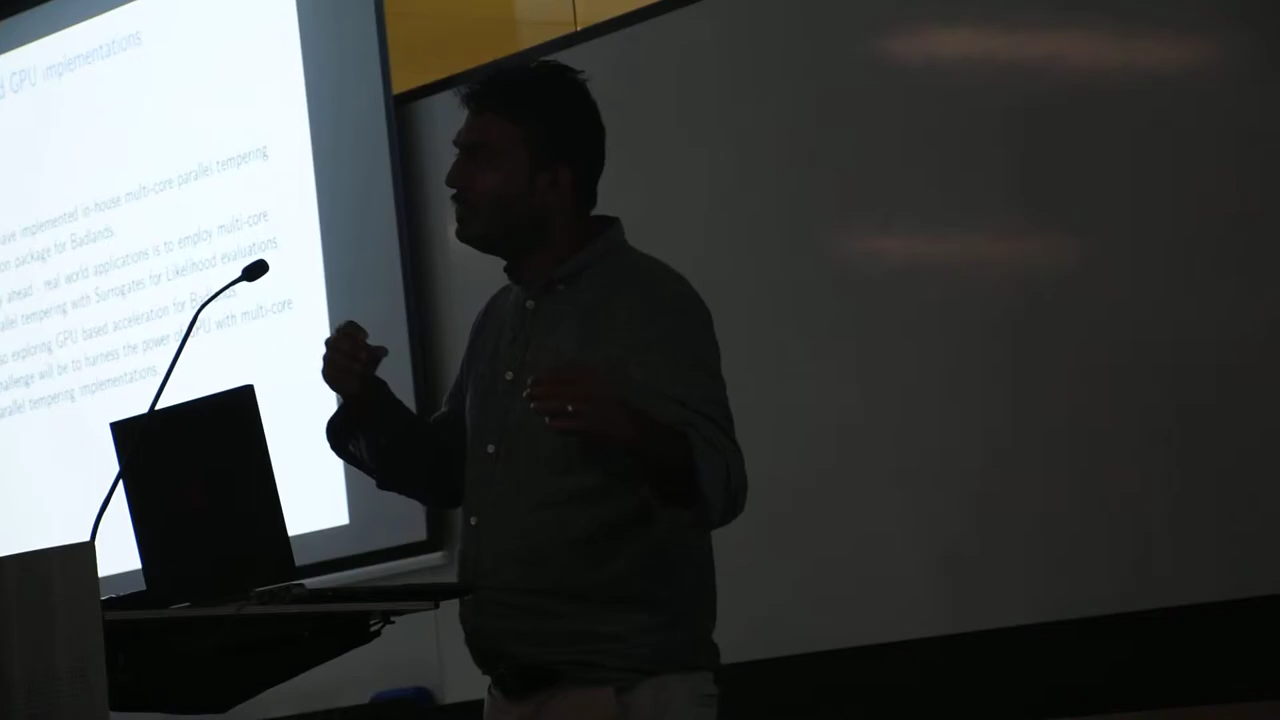 d GPU implementations
ave implemented in-house multi-core parallel tempering
on package for Badlands.
y ahead - real world applications is to employ multi-core
allel tempering with Surrogates for Likelihood evaluations
so exploring GPU based acceleration for Badlands.
hallenge will be to harness the power of GPU with multi-core
arallel tempering implementations.